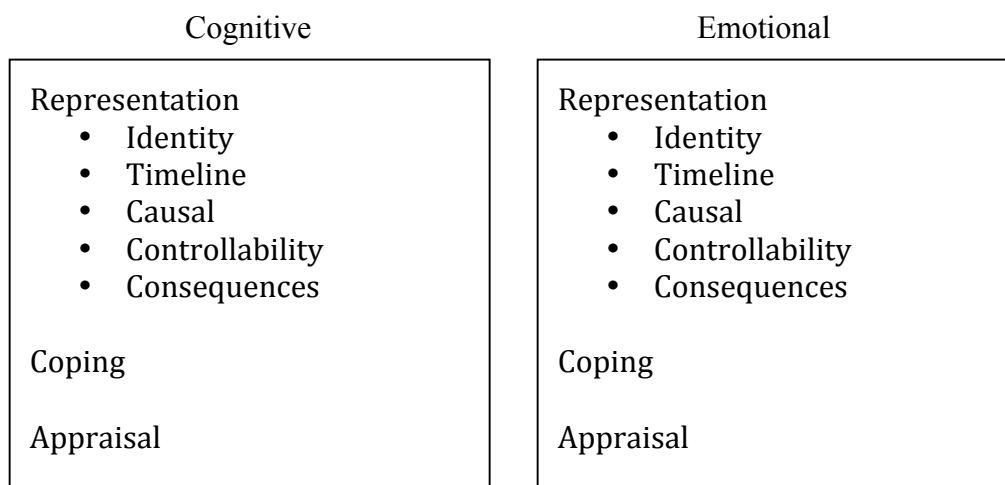 Cognitive
Representation
• Identity
• Timeline
• Causal
• Controllability
• Consequences
Coping
Appraisal
Emotional
Representation
• Identity
• Timeline
• Causal
• Controllability
• Consequences
Coping
Appraisal